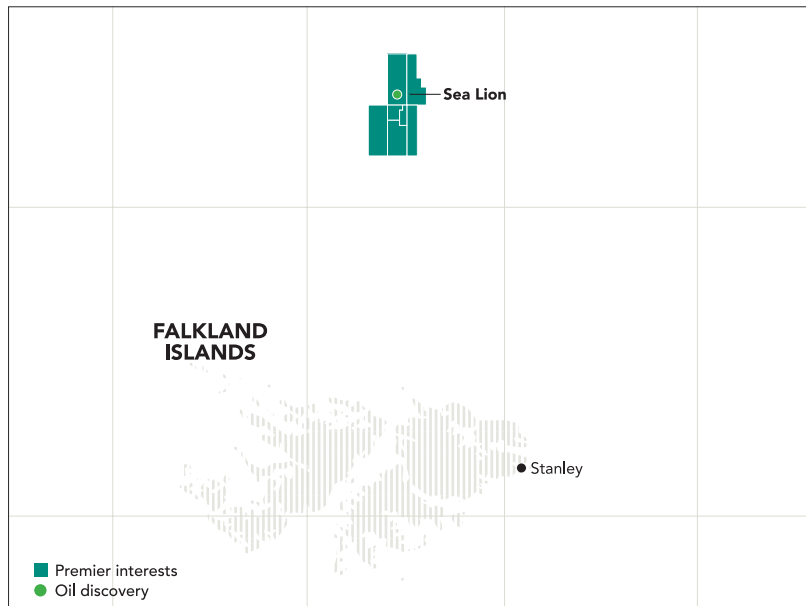 Sea Lion
FALKLAND
ISLANDS
Stanley
Premier interests
Oil discovery